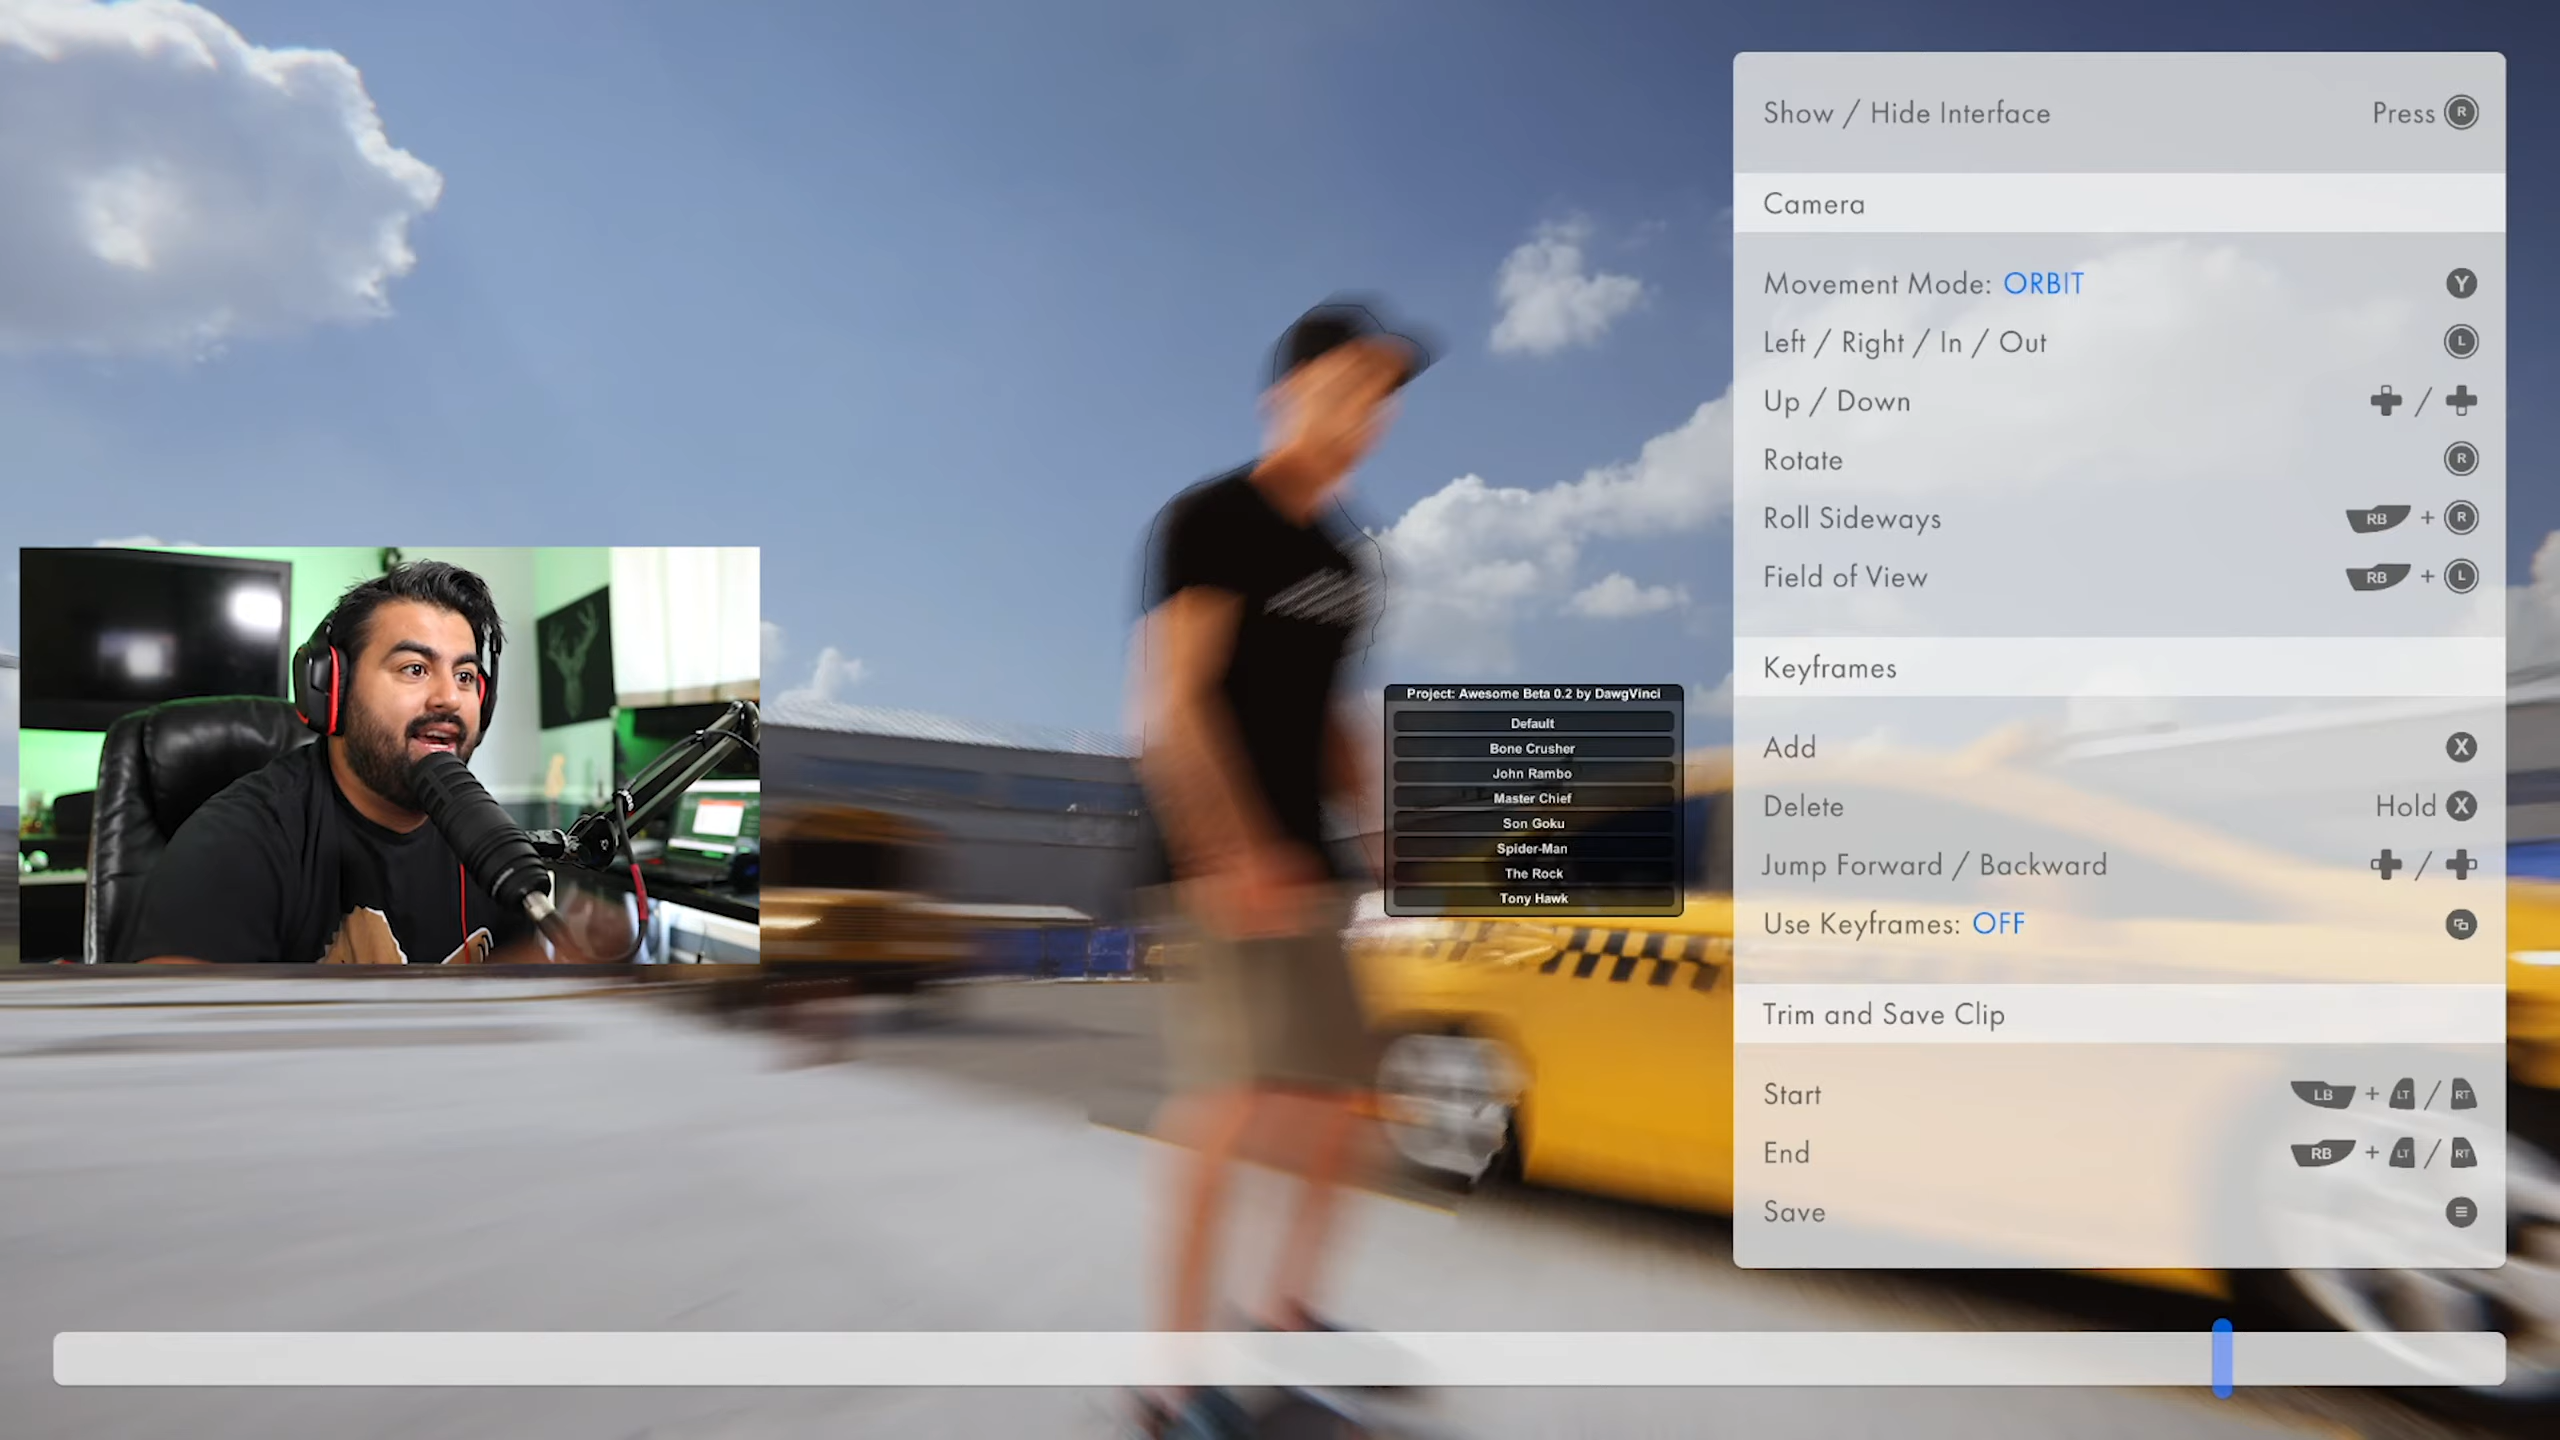 Show / Hide Interface Press R
Camera
Movement Mode: ORBIT Y
Left / Right / In / Out L
Up / Down /
Rotate R
Roll Sideways RB + R
Field of View RB + L
Keyframes
Add X
Delete Hold X
Jump Forward / Backward /
Use Keyframes: OFF
Trim and Save Clip
Start LB + LT / RT
End RB + LT / RT
Save
Project: Awesome Beta 0.2 by DawgVinci
Default
Bone Crusher
John Rambo
Master Chief
Son Goku
Spider-Man
The Rock
Tony Hawk